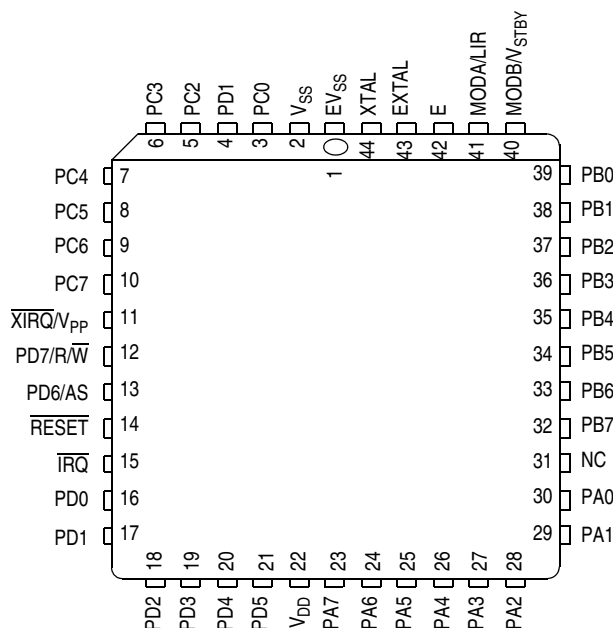 PC3
PC2
PD1
PC0
VSS
EVSS
XTAL
EXTAL
E
MODA/LIR
MODB/VSTBY
6
5
4
3
2
1
44
43
42
41
40
PC4 7
PC5 8
PC6 9
PC7 10
XIRQ/VPP 11
PD7/R/W 12
PD6/AS 13
RESET 14
IRQ 15
PD0 16
PD1 17
39 PB0
38 PB1
37 PB2
36 PB3
35 PB4
34 PB5
33 PB6
32 PB7
31 NC
30 PA0
29 PA1
18
19
20
21
22
23
24
25
26
27
28
PD2
PD3
PD4
PD5
VDD
PA7
PA6
PA5
PA4
PA3
PA2